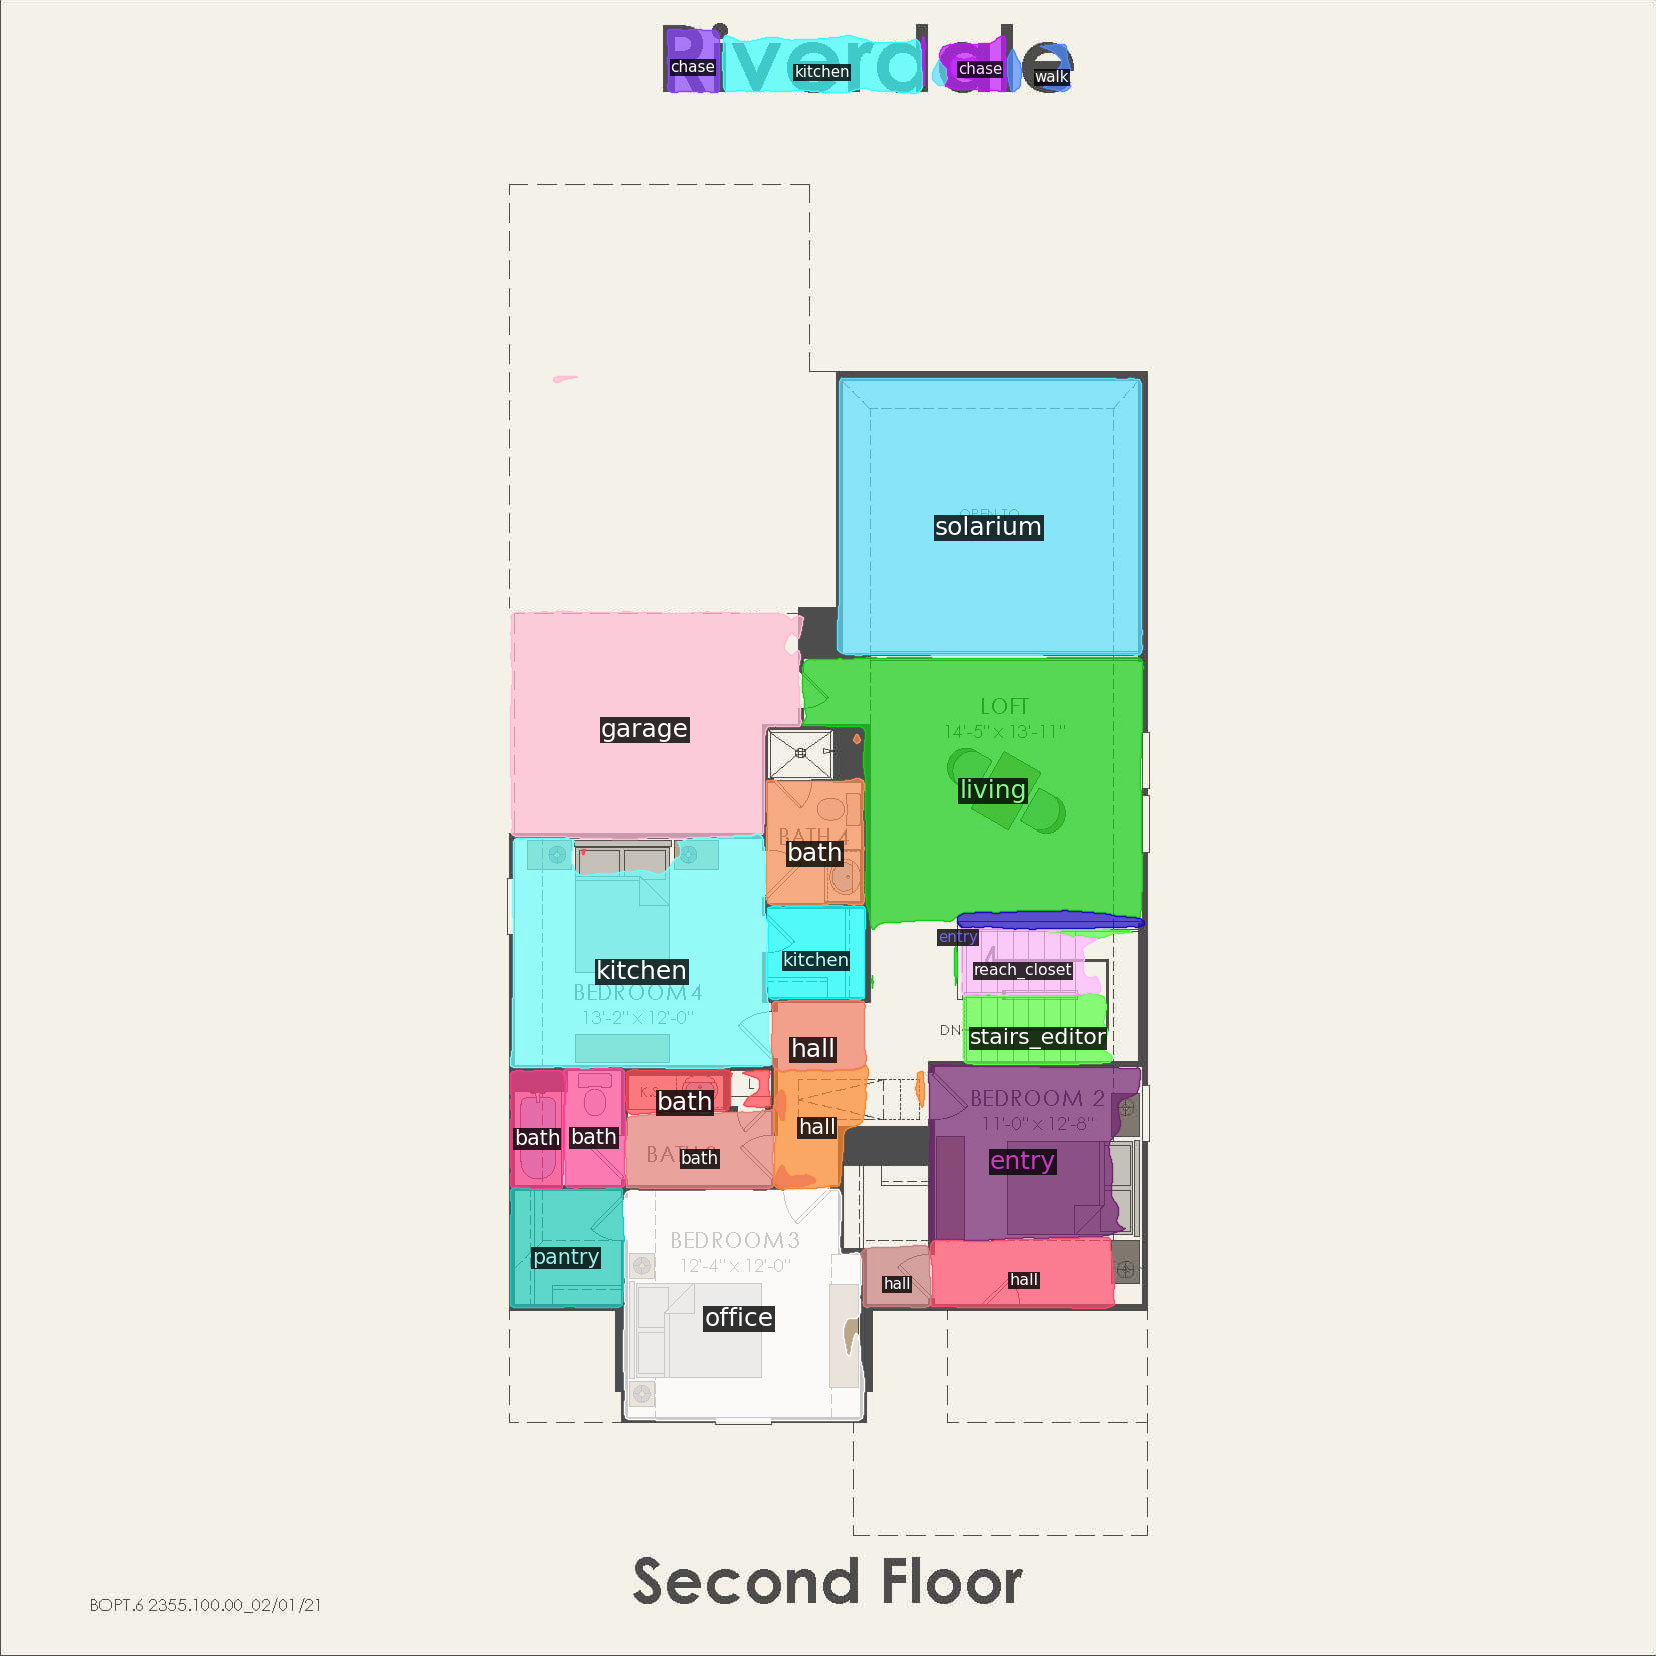 Riverdale
chase
kitchen
chase
walk
OPEN TO
solarium
LOFT
14'-5" x 13'-11"
garage
living
BATH 4
bath
entry
kitchen
kitchen
reach_closet
BEDROOM 4
13'-2" x 12'-0"
DN
stairs_editor
hall
L
K.S.
bath
BEDROOM 2
11'-0" x 12'-8"
hall
bath
bath
BATH
bath
entry
BEDROOM 3
12'-4" x 12'-0"
pantry
hall
hall
office
Second Floor
BOPT.6 2355.100.00_02/01/21